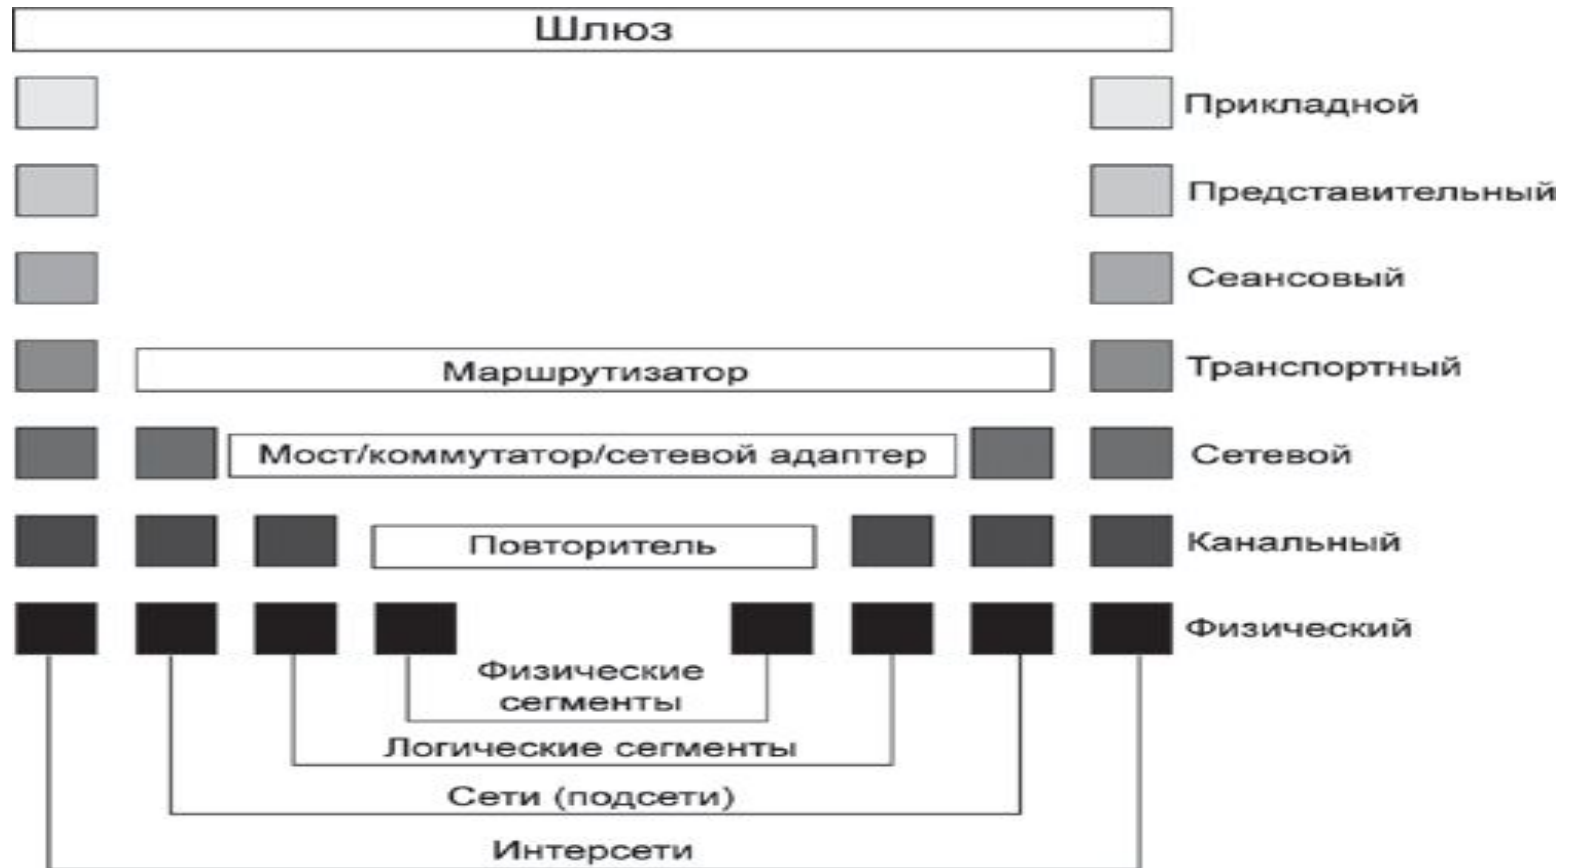 Шлюз
Прикладной
Представительный
Сеансовый
Маршрутизатор
Транспортный
Мост/коммутатор/сетевой адаптер
Сетевой
Повторитель
Канальный
Физический
Физические
сегменты
Логические сегменты
Сети (подсети)
Интерсети